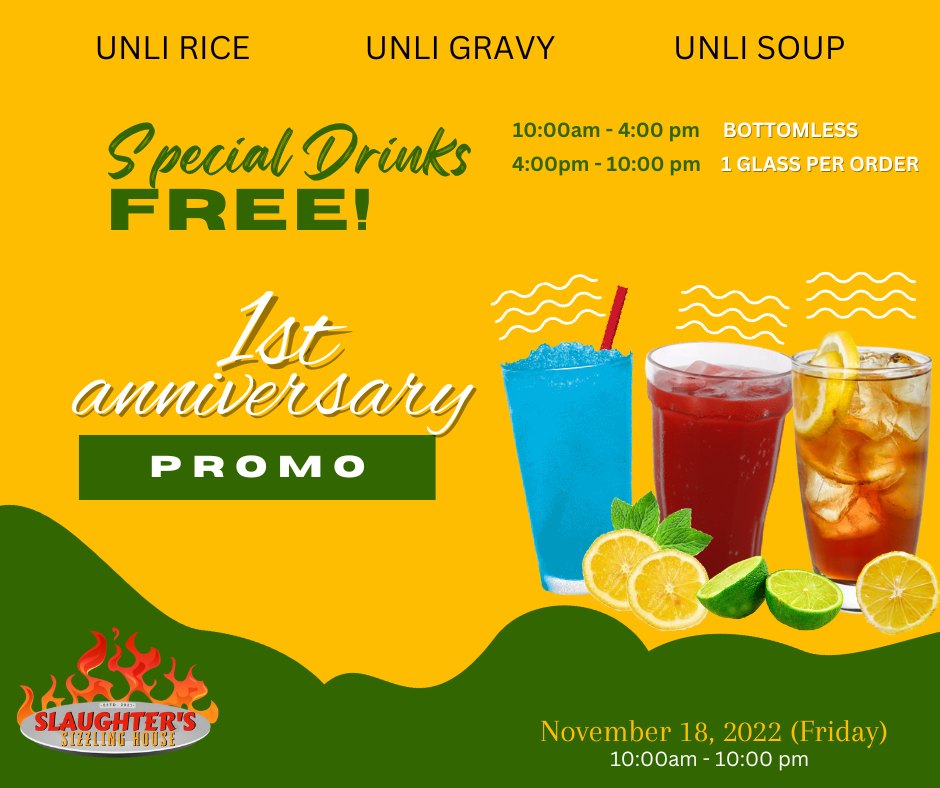 UNLI RICE UNLI GRAVY UNLI SOUP
Special Drinks
FREE!
10:00am - 4:00 pm BOTTOMLESS
4:00pm - 10:00 pm 1 GLASS PER ORDER
1st
anniversary
PROMO
ESTD. 2021
SLAUGHTER'S
SIZZLING HOUSE
November 18, 2022 (Friday)
10:00am - 10:00 pm